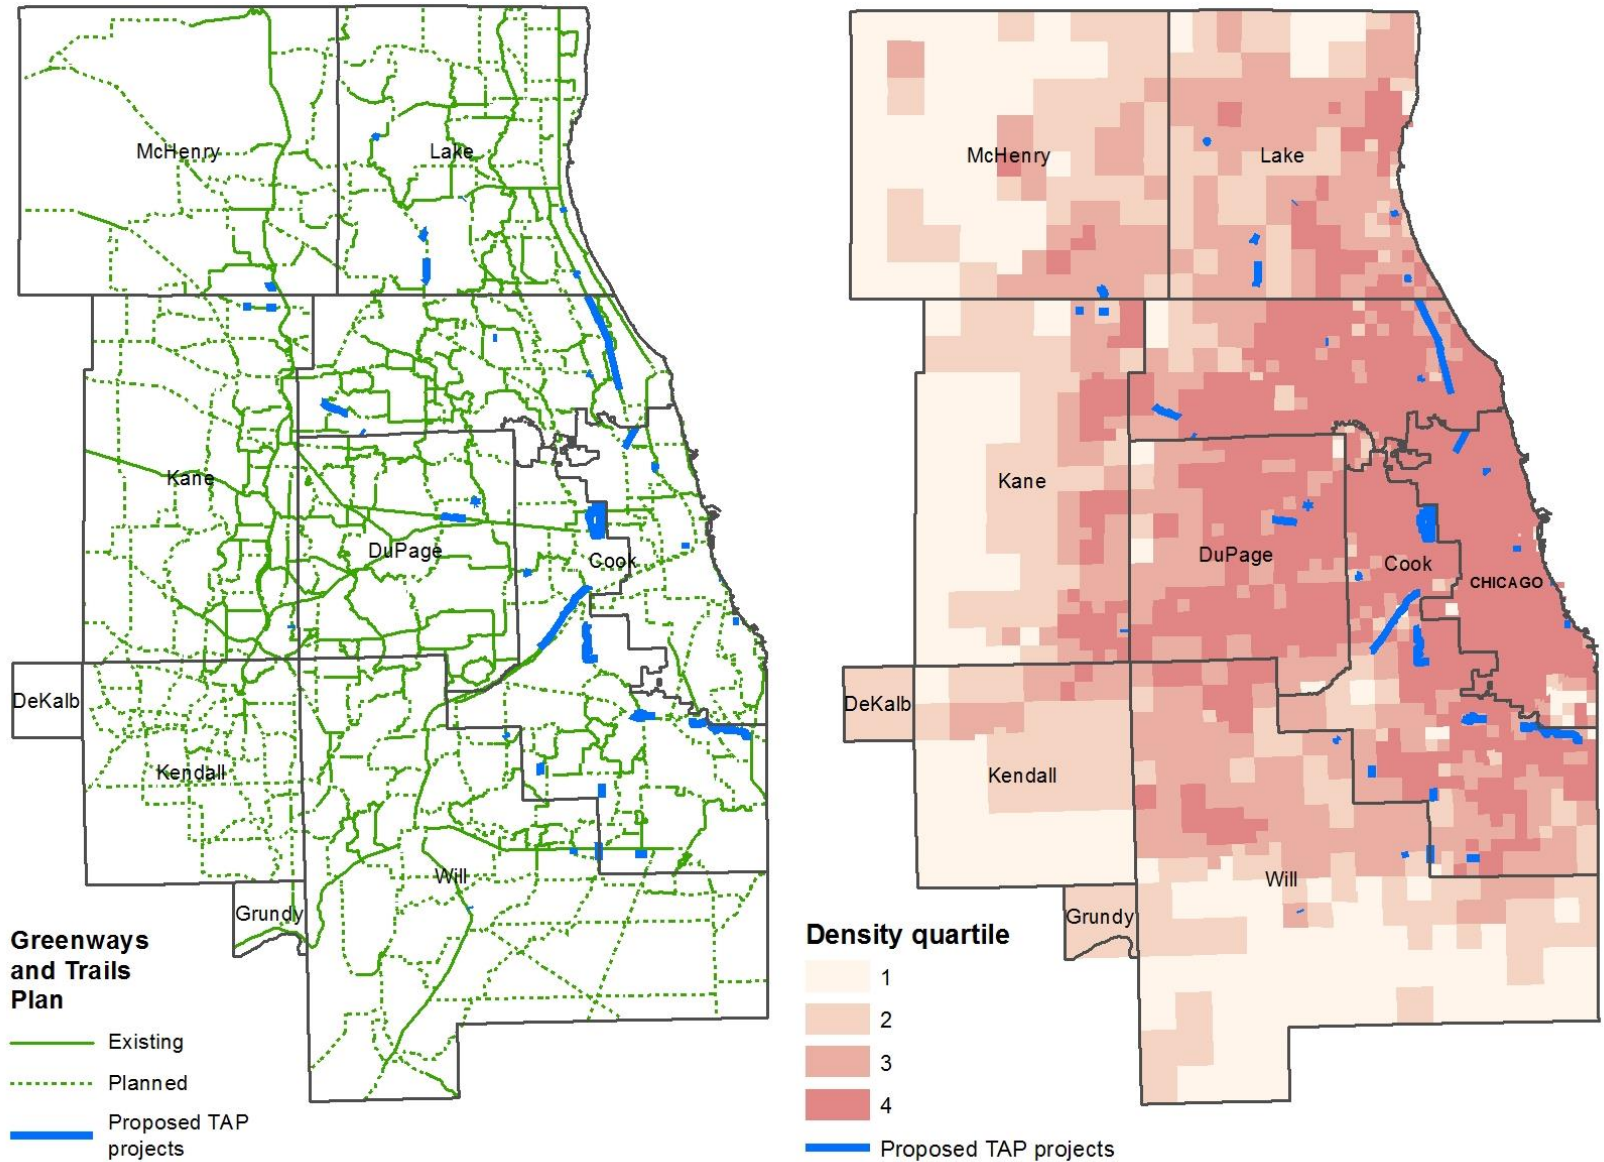 McHenry
Lake
Kane
DuPage
Cook
DeKalb
Kendall
Will
Grundy
Greenways
and Trails
Plan
Existing
Planned
Proposed TAP
projects
McHenry
Lake
Kane
DuPage
Cook
CHICAGO
DeKalb
Kendall
Will
Grundy
Density quartile
1
2
3
4
Proposed TAP projects